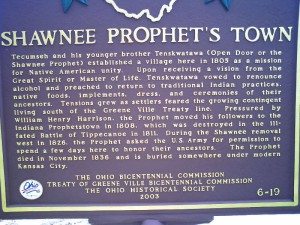 SHAWNEE PROPHET'S TOWN
Tecumseh and his younger brother Tenskwatawa (Open Door or the
Shawnee Prophet) established a village here in 1805 as a mission
for Native American unity. Upon receiving a vision from the
Great Spirit or Master of Life, Tenskwatawa vowed to renounce
alcohol and preached to return to traditional Indian practices,
native foods, implements, dress, and ceremonies of their
ancestors. Tensions grew as settlers feared the growing contingent
living south of the Greene Ville Treaty line. Pressured by
William Henry Harrison, the Prophet moved his followers to the
Indiana Prophetstown in 1808, which was destroyed in the ill-
fated Battle of Tippecanoe in 1811. During the Shawnee removal
west in 1826, the Prophet asked the U.S. Army for permission to
spend a few days here to honor their ancestors. The Prophet
died in November 1836 and is buried somewhere under modern
Kansas City.
THE OHIO BICENTENNIAL COMMISSION
TREATY OF GREENE VILLE BICENTENNIAL COMMISSION
THE OHIO HISTORICAL SOCIETY
2003
6-19
Ohio